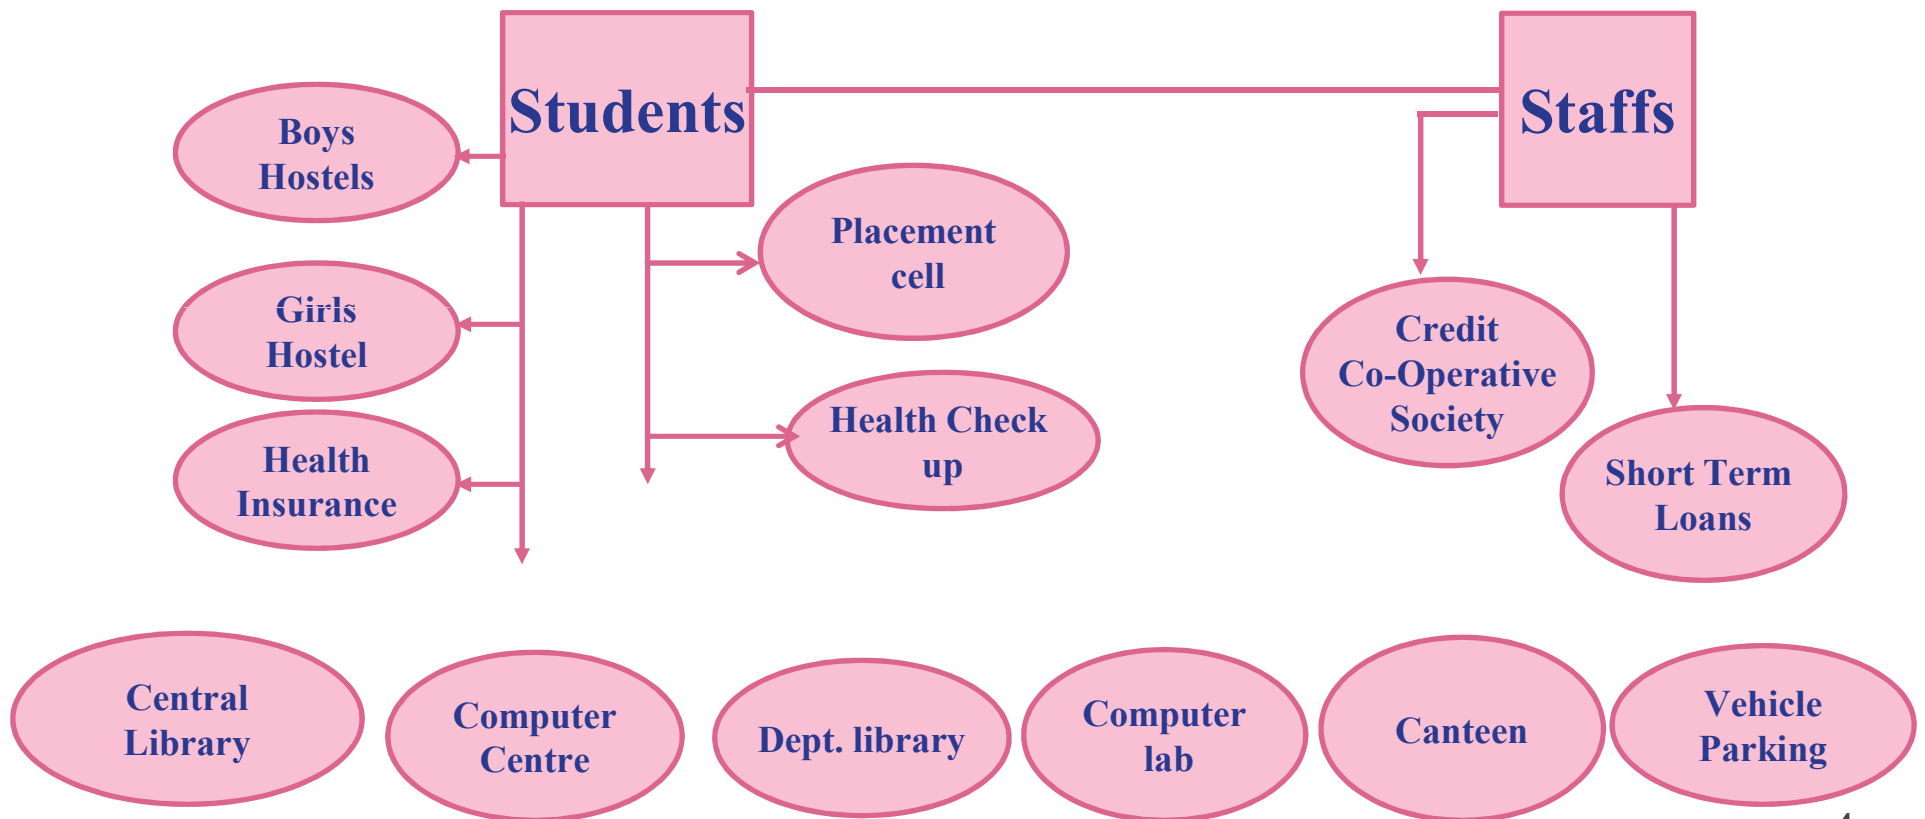 Students
Staffs
Boys
Hostels
Placement
cell
Girls
Hostel
Credit
Co-Operative
Society
Health Check
up
Health
Insurance
Short Term
Loans
Central
Library
Computer
Centre
Dept. library
Computer
lab
Canteen
Vehicle
Parking